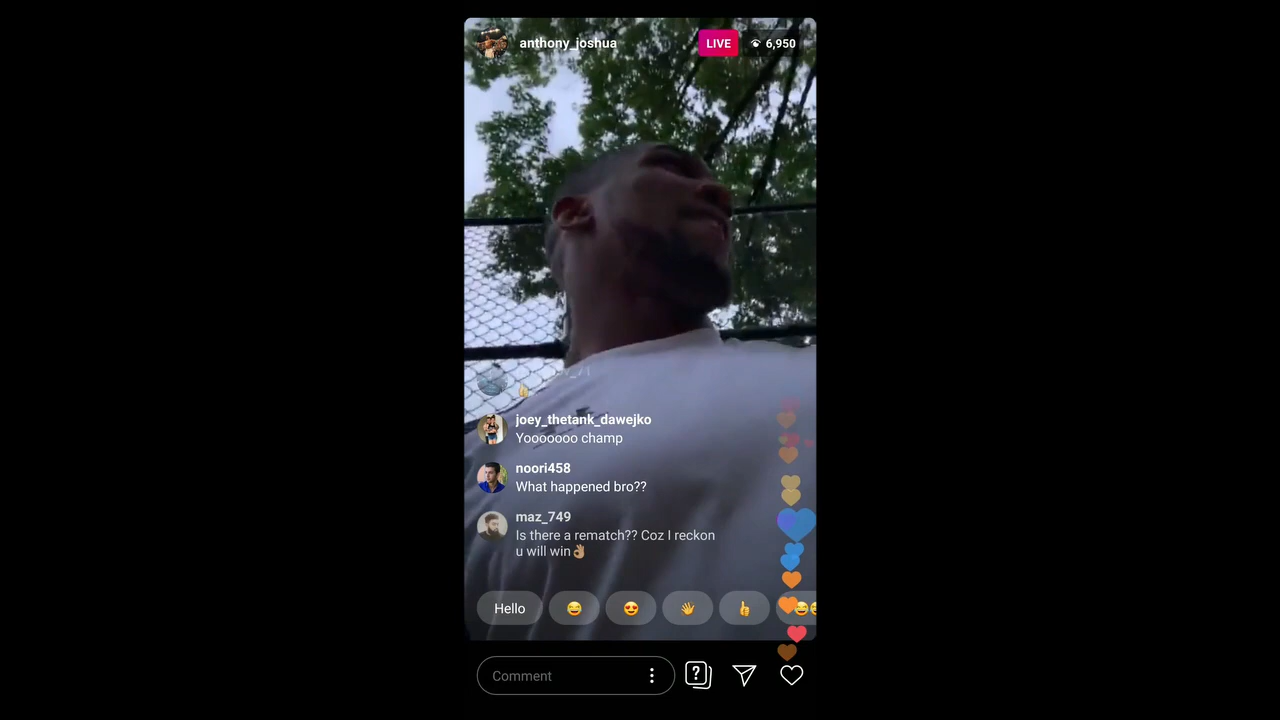 anthony_joshua
LIVE 6,950
joey_thetank_dawejko
Yooooooo champ
noori458
What happened bro??
maz_749
Is there a rematch?? Coz I reckon
u will win👌🏽
Hello
Comment